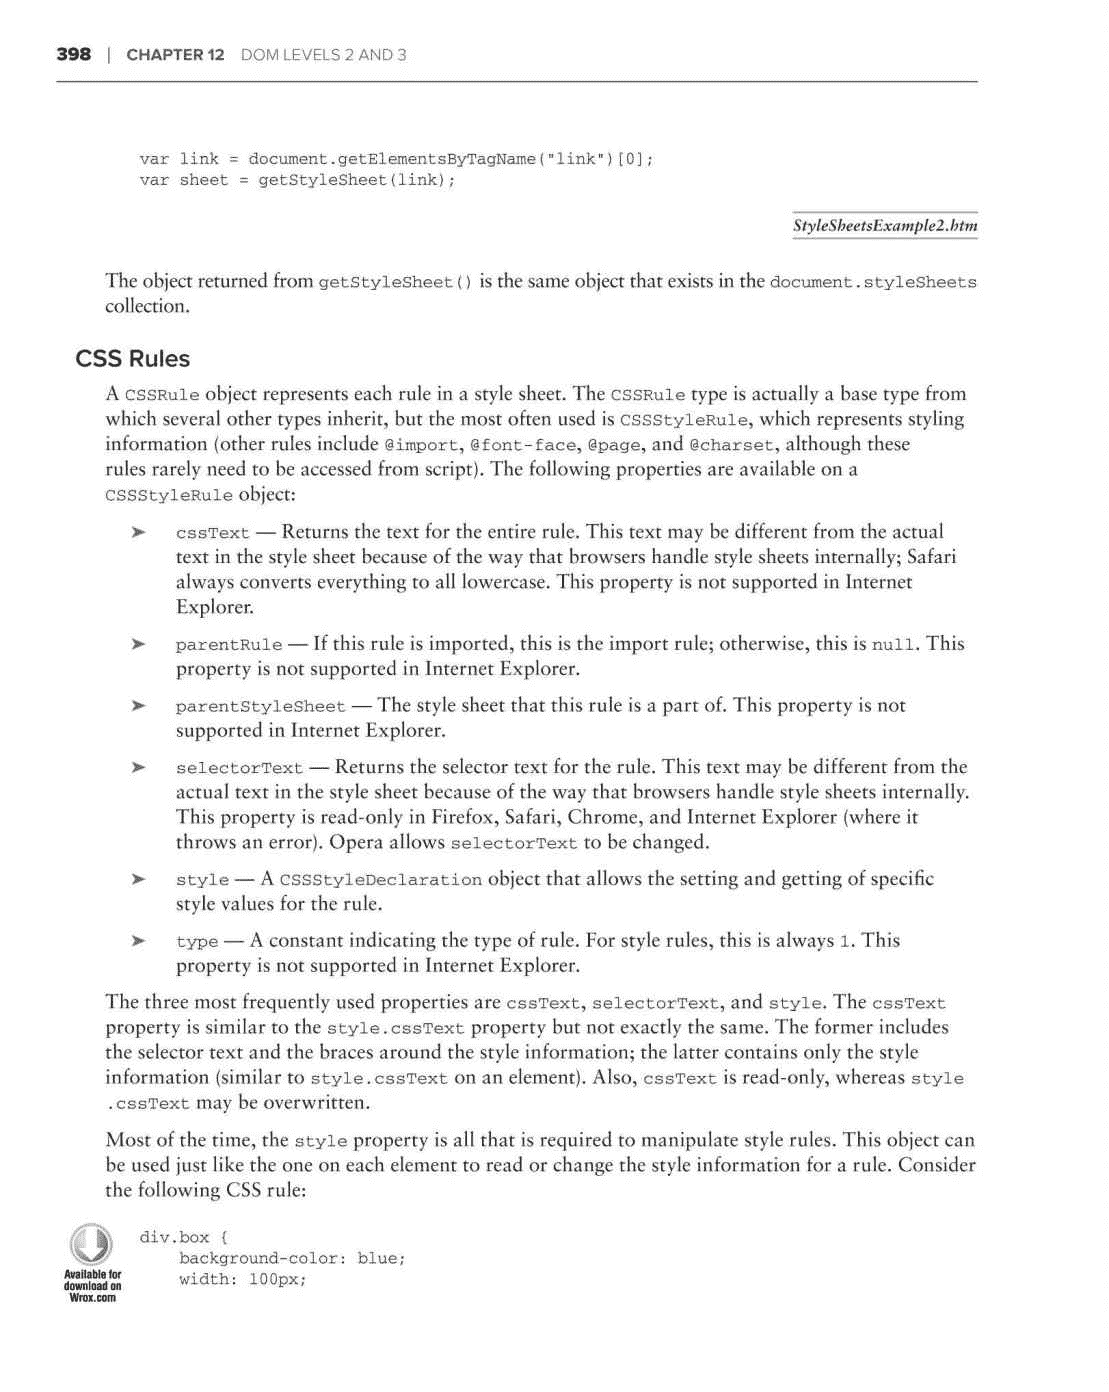 398 | CHAPTER 12 DOM LEVELS 2 AND 3
var link = document.getElementsByTagName("link")[0];
var sheet = getStyleSheet(link);
StyleSheetsExample2.htm
The object returned from getStyleSheet() is the same object that exists in the document.styleSheets
collection.
CSS Rules
A CSSRule object represents each rule in a style sheet. The CSSRule type is actually a base type from
which several other types inherit, but the most often used is CSSStyleRule, which represents styling
information (other rules include @import, @font-face, @page, and @charset, although these
rules rarely need to be accessed from script). The following properties are available on a
CSSStyleRule object:
➤ cssText — Returns the text for the entire rule. This text may be different from the actual
text in the style sheet because of the way that browsers handle style sheets internally; Safari
always converts everything to all lowercase. This property is not supported in Internet
Explorer.
➤ parentRule — If this rule is imported, this is the import rule; otherwise, this is null. This
property is not supported in Internet Explorer.
➤ parentStyleSheet — The style sheet that this rule is a part of. This property is not
supported in Internet Explorer.
➤ selectorText — Returns the selector text for the rule. This text may be different from the
actual text in the style sheet because of the way that browsers handle style sheets internally.
This property is read-only in Firefox, Safari, Chrome, and Internet Explorer (where it
throws an error). Opera allows selectorText to be changed.
➤ style — A CSSStyleDeclaration object that allows the setting and getting of specific
style values for the rule.
➤ type — A constant indicating the type of rule. For style rules, this is always 1. This
property is not supported in Internet Explorer.
The three most frequently used properties are cssText, selectorText, and style. The cssText
property is similar to the style.cssText property but not exactly the same. The former includes
the selector text and the braces around the style information; the latter contains only the style
information (similar to style.cssText on an element). Also, cssText is read-only, whereas style
.cssText may be overwritten.
Most of the time, the style property is all that is required to manipulate style rules. This object can
be used just like the one on each element to read or change the style information for a rule. Consider
the following CSS rule:
div.box {
background-color: blue;
width: 100px;
Available for
download on
Wrox.com